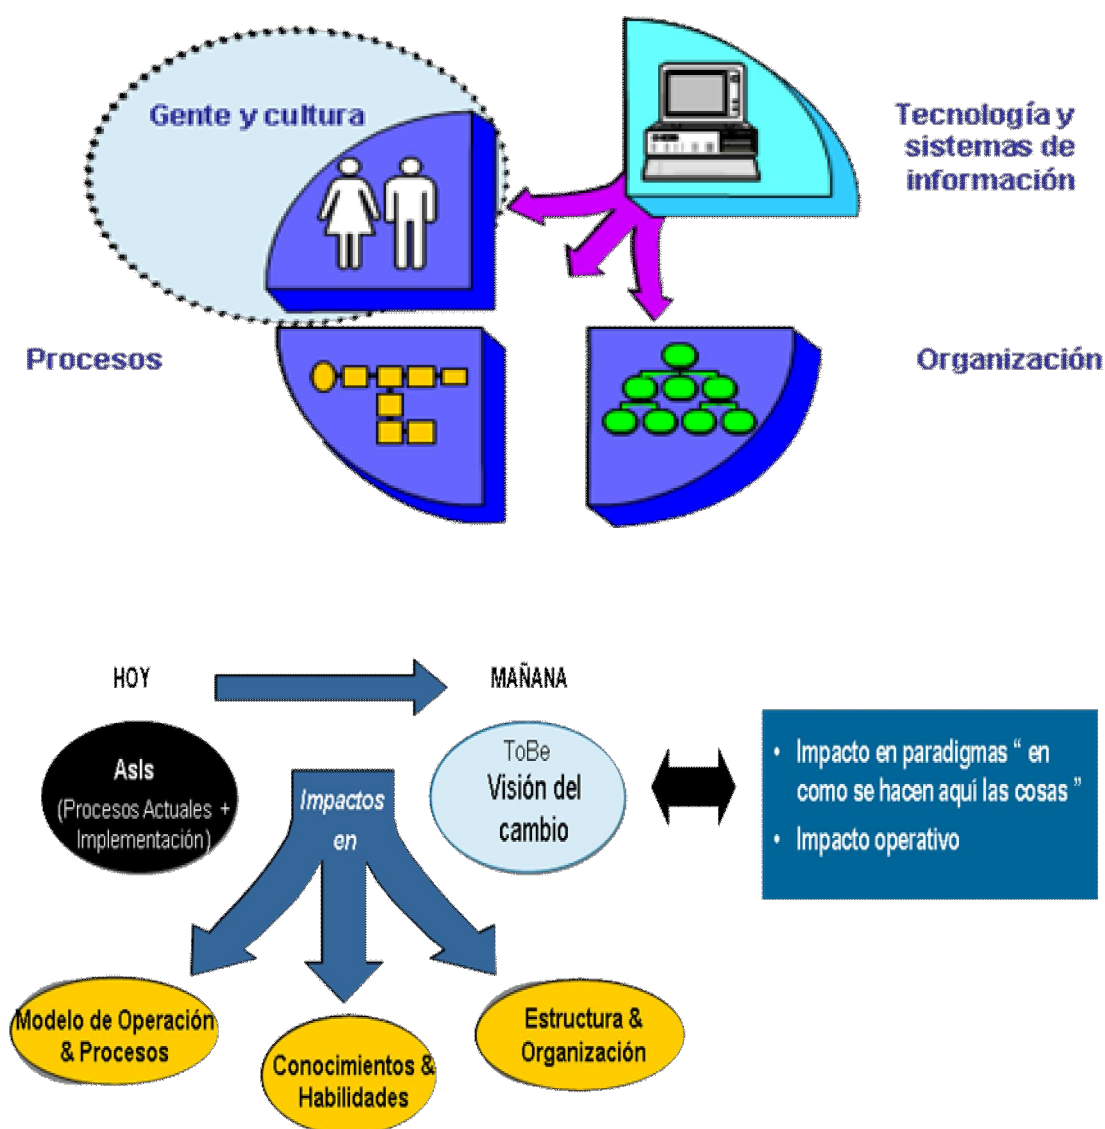 Gente y cultura
Tecnología y
sistemas de
información
Procesos
Organización
HOY
MAÑANA
AsIs
(Procesos Actuales +
Implementación)
Impactos
en
ToBe
Visión del
cambio
• Impacto en paradigmas “ en
como se hacen aquí las cosas ”
• Impacto operativo
Modelo de Operación
& Procesos
Conocimientos &
Habilidades
Estructura &
Organización